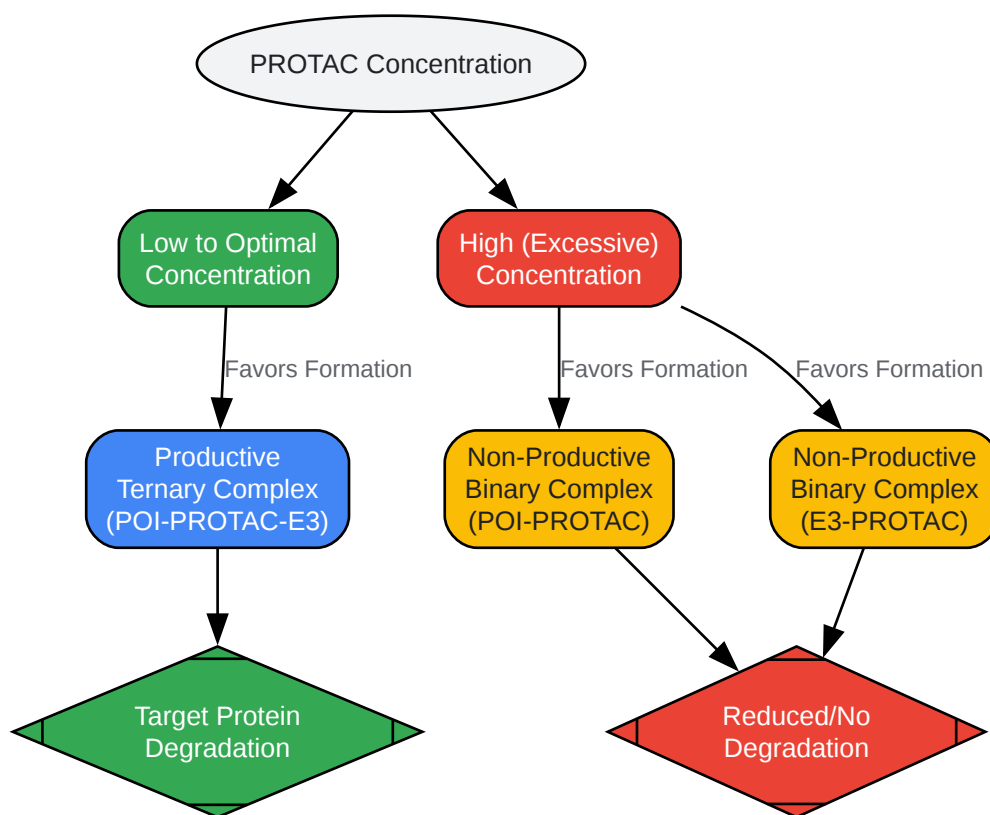 PROTAC Concentration
Low to Optimal
Concentration
High (Excessive)
Concentration
Favors Formation
Favors Formation
Favors Formation
Productive
Ternary Complex
(POI-PROTAC-E3)
Non-Productive
Binary Complex
(POI-PROTAC)
Non-Productive
Binary Complex
(E3-PROTAC)
Target Protein
Degradation
Reduced/No
Degradation